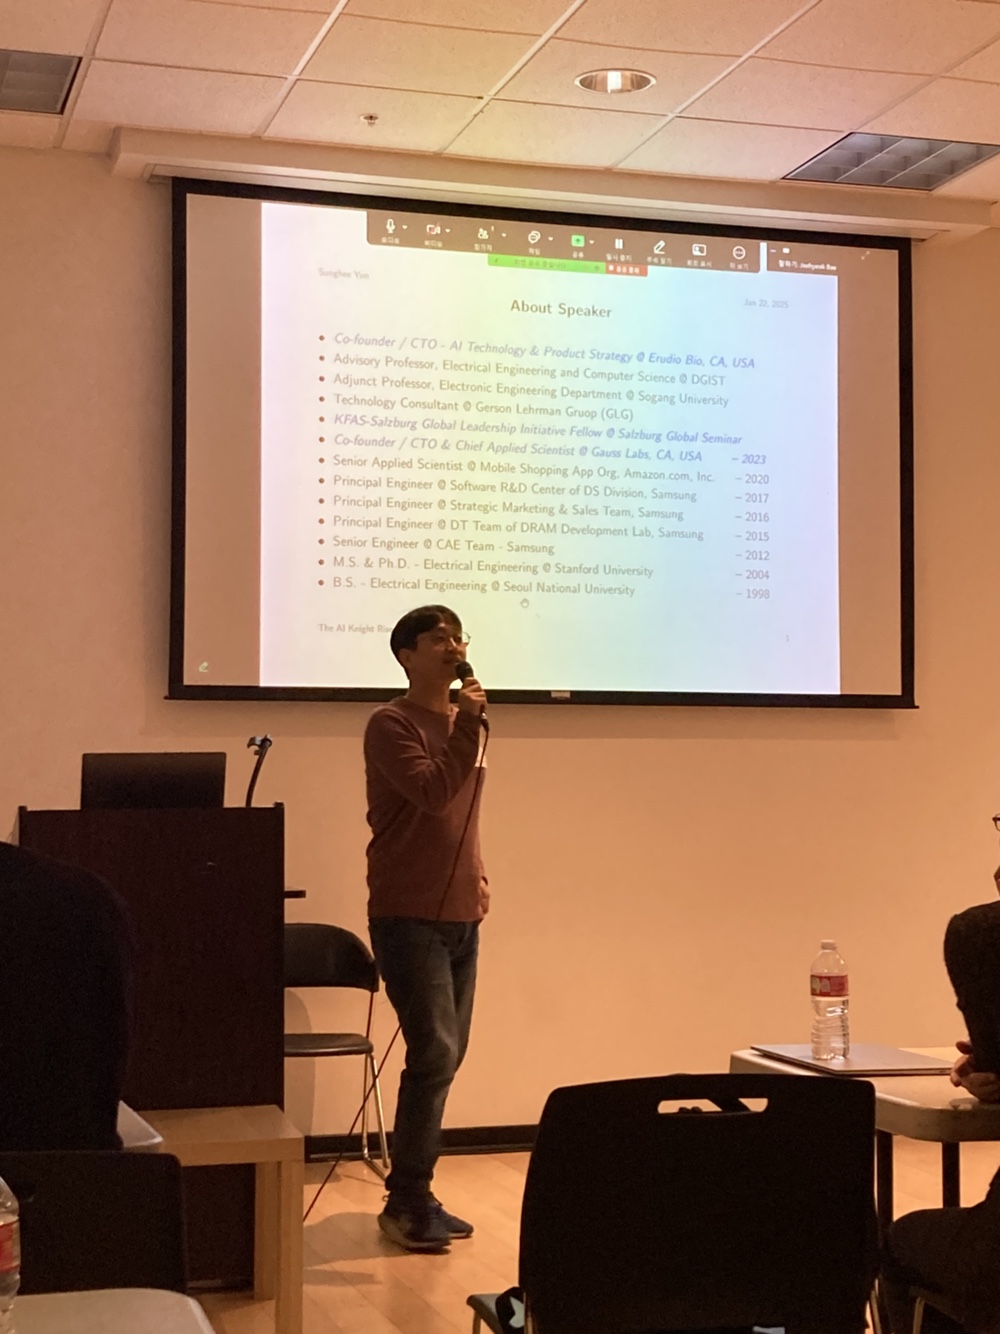 일시 중지
Sunghee Yun
Jan 22, 2025
About Speaker
• Co-founder / CTO - AI Technology & Product Strategy @ Erudio Bio, CA, USA
• Advisory Professor, Electrical Engineering and Computer Science @ DGIST
• Adjunct Professor, Electronic Engineering Department @ Sogang University
• Technology Consultant @ Gerson Lehrman Gruop (GLG)
• KFAS-Salzburg Global Leadership Initiative Fellow @ Salzburg Global Seminar
• Co-founder / CTO & Chief Applied Scientist @ Gauss Labs, CA, USA – 2023
• Senior Applied Scientist @ Mobile Shopping App Org, Amazon.com, Inc. – 2020
• Principal Engineer @ Software R&D Center of DS Division, Samsung – 2017
• Principal Engineer @ Strategic Marketing & Sales Team, Samsung – 2016
• Principal Engineer @ DT Team of DRAM Development Lab, Samsung – 2015
• Senior Engineer @ CAE Team - Samsung – 2012
• M.S. & Ph.D. - Electrical Engineering @ Stanford University – 2004
• B.S. - Electrical Engineering @ Seoul National University – 1998
The AI Knight
1